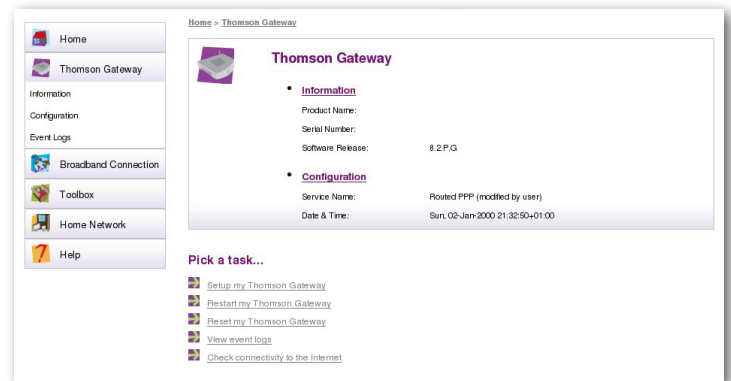 Home > Thomson Gateway
Home
Thomson Gateway
Information
Configuration
Event Logs
Broadband Connection
Toolbox
Home Network
Help
Thomson Gateway
Information
Product Name:
Serial Number:
Software Release: 8.2.P.G
Configuration
Service Name: Routed PPP (modified by user)
Date & Time: Sun, 02-Jan-2000 21:32:50+01:00
Pick a task...
Setup my Thomson Gateway
Restart my Thomson Gateway
Reset my Thomson Gateway
View event logs
Check connectivity to the Internet